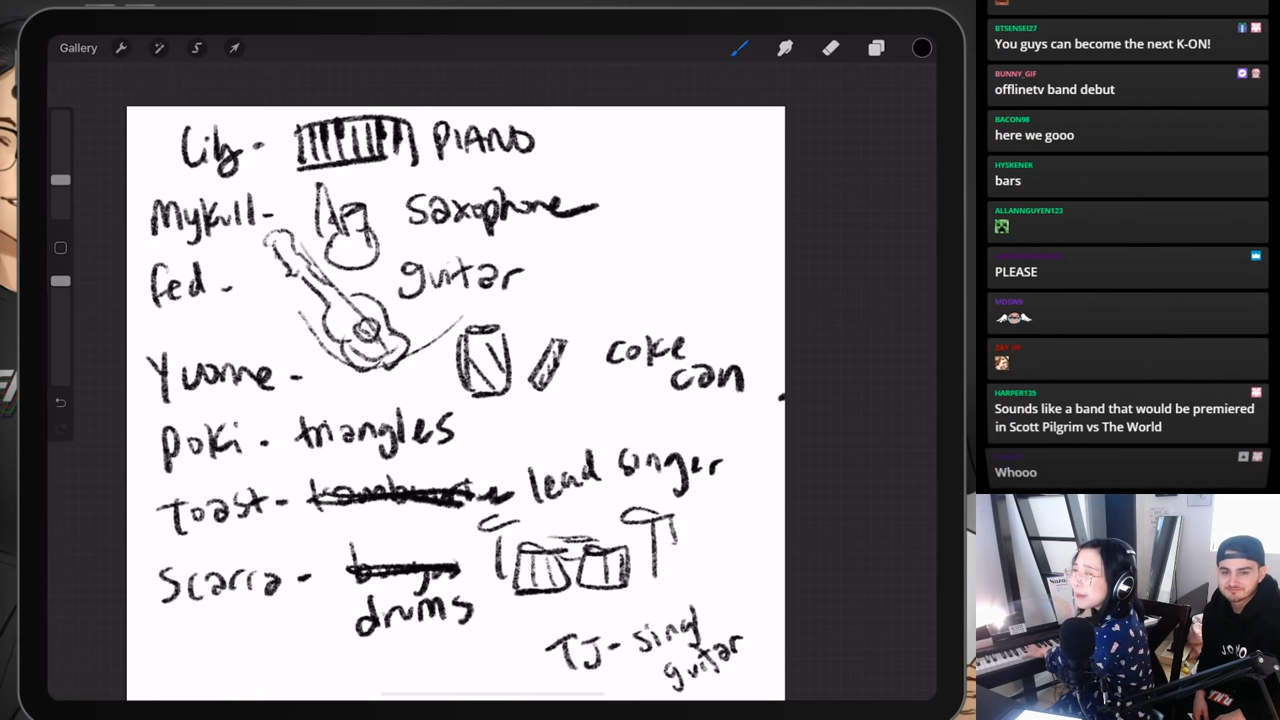 Gallery
Lily - PIANO
Mykull - saxophone
fed - guitar
Yvonne - coke
can
poki - triangles
Toast - lead singer
Scarra -
drums
TJ - sing
guitar
BTSENSEI27
You guys can become the next K-ON!
BUNNY_GIF
offlinetv band debut
BACON98
here we gooo
HYSKENEK
bars
ALLANNGUYEN123
PLEASE
MDSW9
HARPER135
Sounds like a band that would be premiered
in Scott Pilgrim vs The World
Whooo